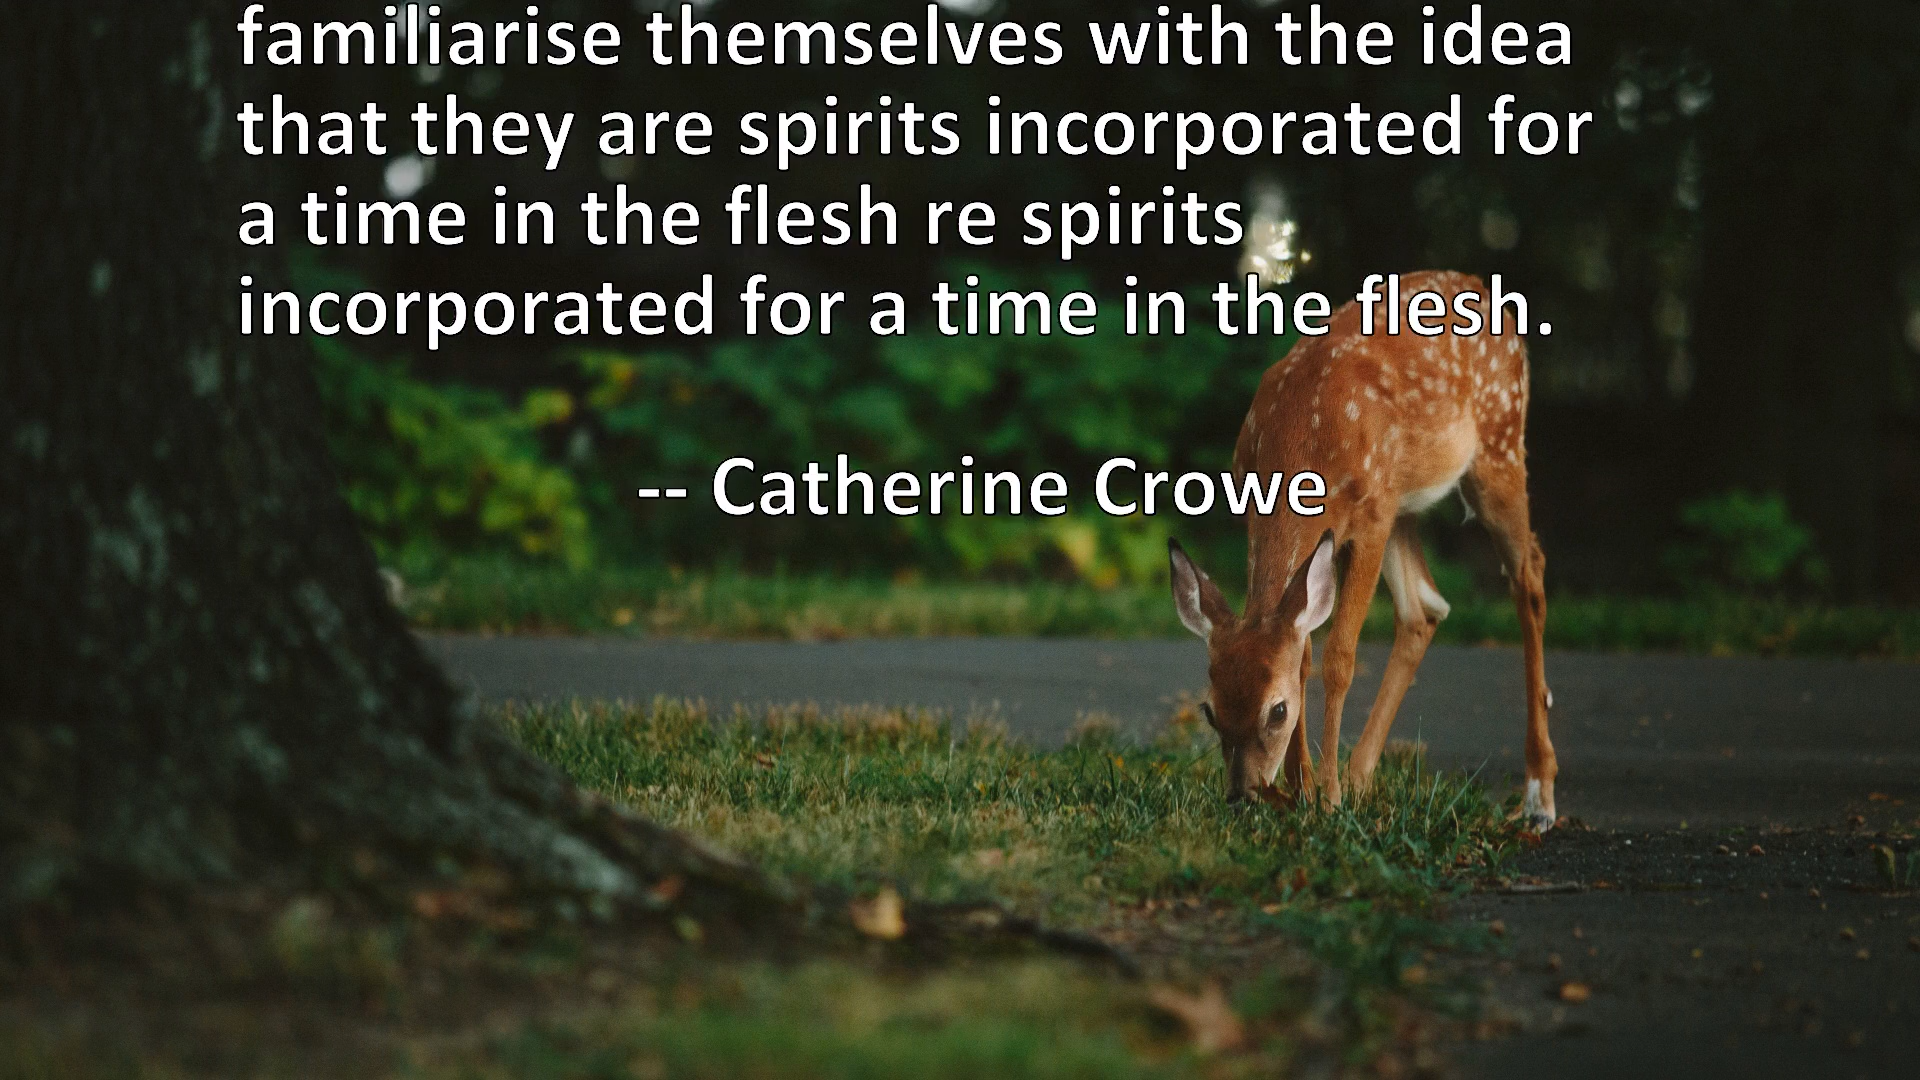 familiarise themselves with the idea
that they are spirits incorporated for
a time in the flesh re spirits
incorporated for a time in the flesh.
-- Catherine Crowe